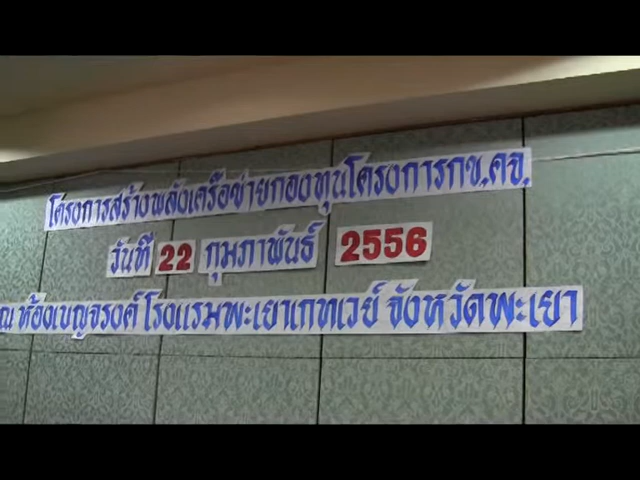 โครงการสร้างพลังเครือข่ายกองทุนโครงการกข.คจ.
วันที่ 22 กุมภาพันธ์ 2556
ณ ห้องเบญจรงค์ โรงแรมพะเยาเกทเวย์ จังหวัดพะเยา